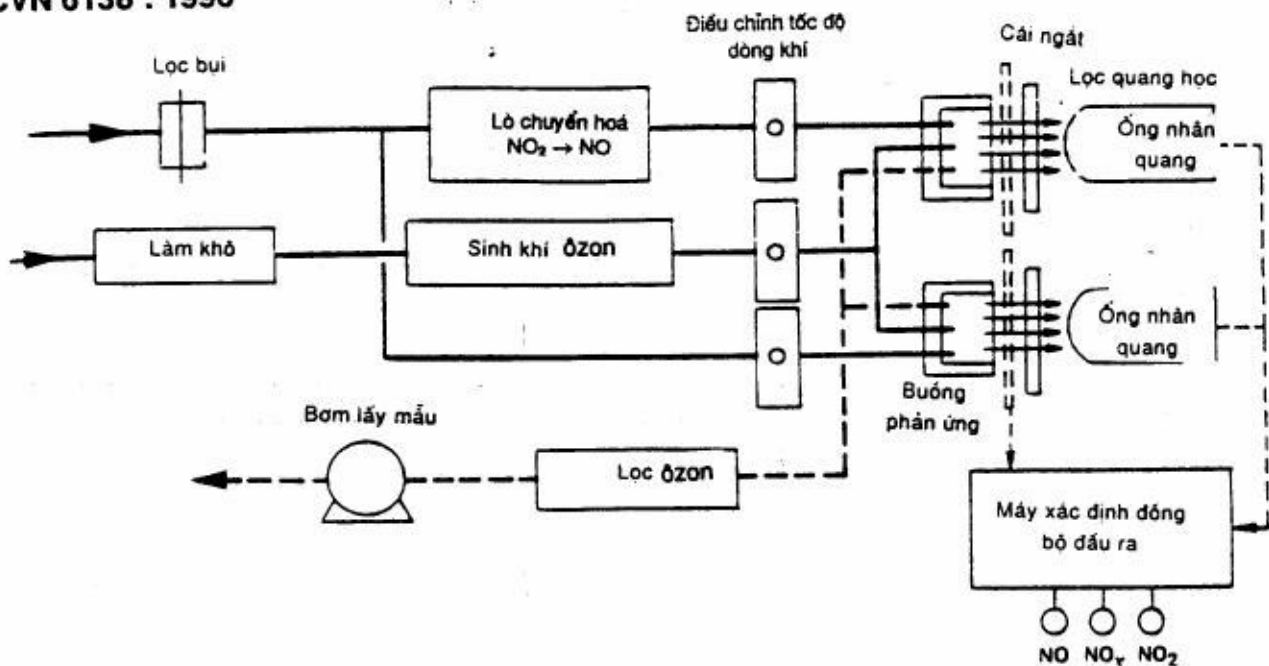 CVN 6138 : 1996
Điều chỉnh tốc độ
dòng khí
Cái ngắt
Lọc bụi
Lọc quang học
Lò chuyển hoá
NO₂ → NO
Ống nhân
quang
Làm khô
Sinh khí ôzon
Ống nhân
quang
Buồng
phản ứng
Bơm lấy mẫu
Lọc ôzon
Máy xác định đồng
bộ đấu ra
NO NOₓ NO₂